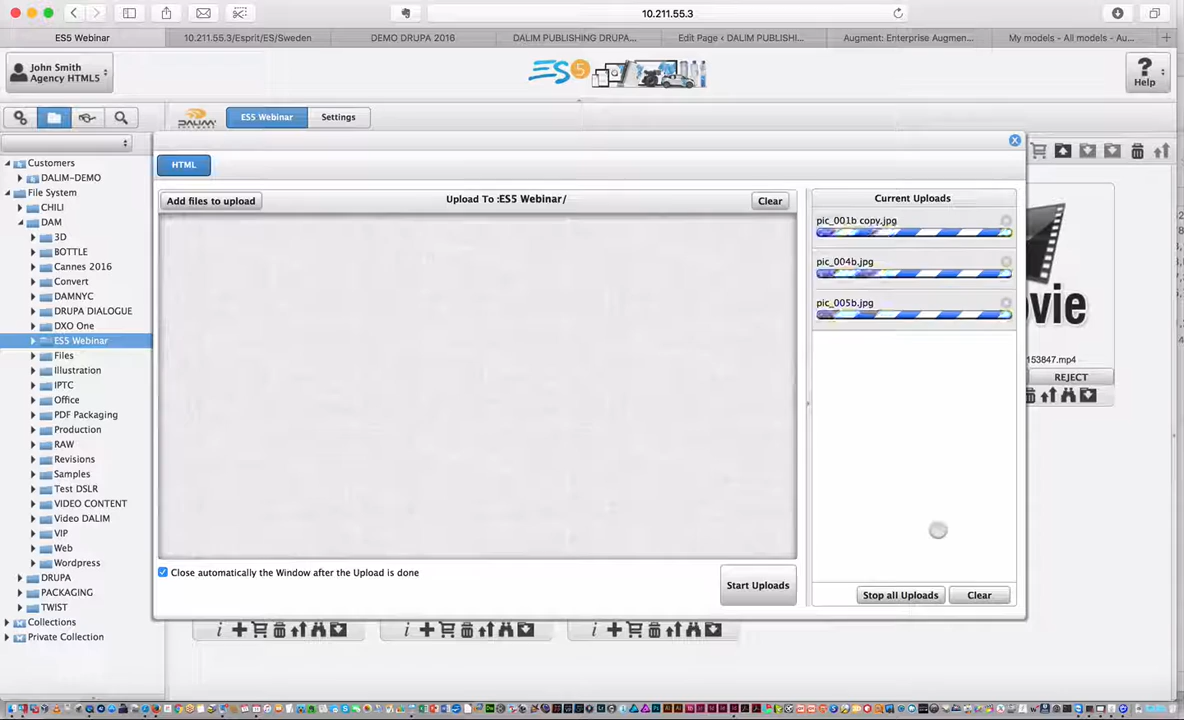 10.211.55.3
ES5 Webinar
10.211.55.3/Esprit/ES/Sweden
DEMO DRUPA 2016
DALIM PUBLISHING DRUPA...
Edit Page ‹ DALIM PUBLISHI...
Augment: Enterprise Augmen...
My models - All models - Au...
John Smith
Agency HTML5
ES5
?
Help
DALIM
ES5 Webinar
Settings
HTML
Add files to upload
Upload To :ES5 Webinar/
Clear
Current Uploads
pic_001b copy.jpg
pic_004b.jpg
pic_005b.jpg
Close automatically the Window after the Upload is done
Start Uploads
Stop all Uploads
Clear
Customers
DALIM-DEMO
File System
CHILI
DAM
3D
BOTTLE
Cannes 2016
Convert
DAMNYC
DRUPA DIALOGUE
DXO One
ES5 Webinar
Files
Illustration
IPTC
Office
PDF Packaging
Production
RAW
Revisions
Samples
Test DSLR
VIDEO CONTENT
Video DALIM
VIP
Web
Wordpress
DRUPA
PACKAGING
TWIST
Collections
Private Collection
ovie
153847.mp4
REJECT